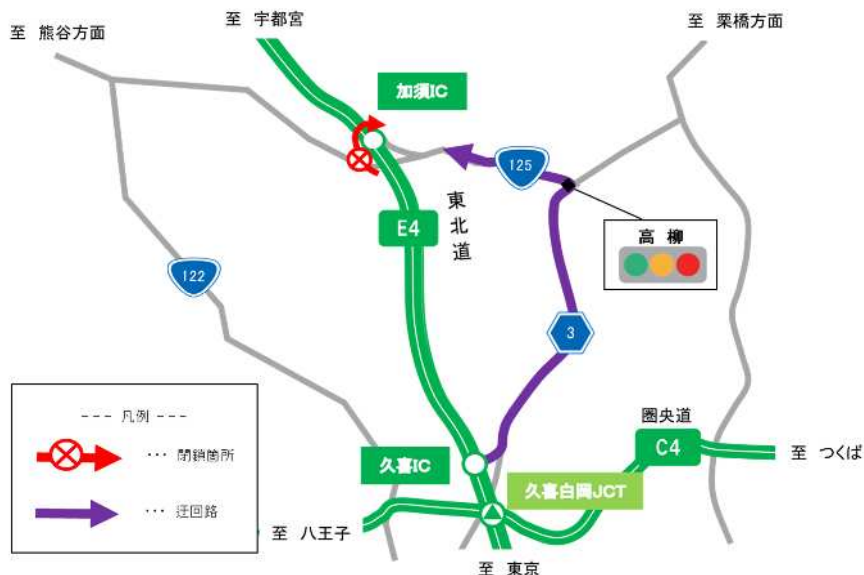 至 宇都宮
至 熊谷方面
至 栗橋方面
加須IC
125
東北道
高 柳
E4
122
3
--- 凡例 ---
… 閉鎖箇所
… 迂回路
圏央道
C4
至 つくば
久喜IC
久喜白岡JCT
至 八王子
至 東京